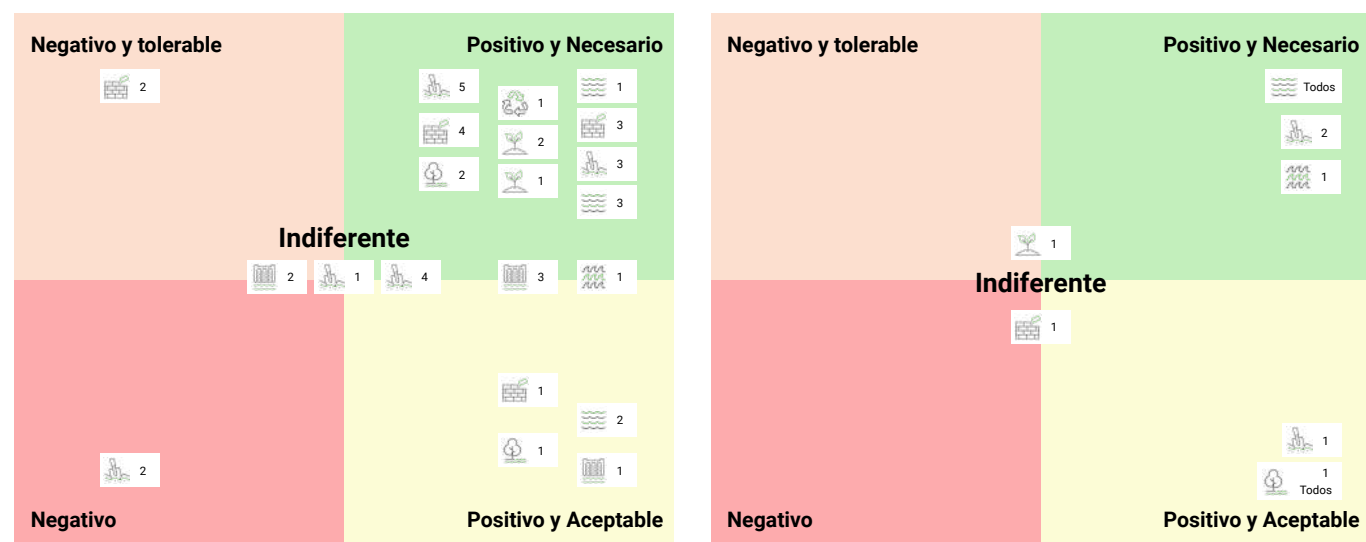 Negativo y tolerable
Positivo y Necesario
2
5
1
1
4
3
2
2
3
1
3
Indiferente
2
1
4
3
1
1
2
1
1
2
Negativo
Positivo y Aceptable
Negativo y tolerable
Positivo y Necesario
Todos
2
1
1
Indiferente
1
1
1
Todos
Negativo
Positivo y Aceptable